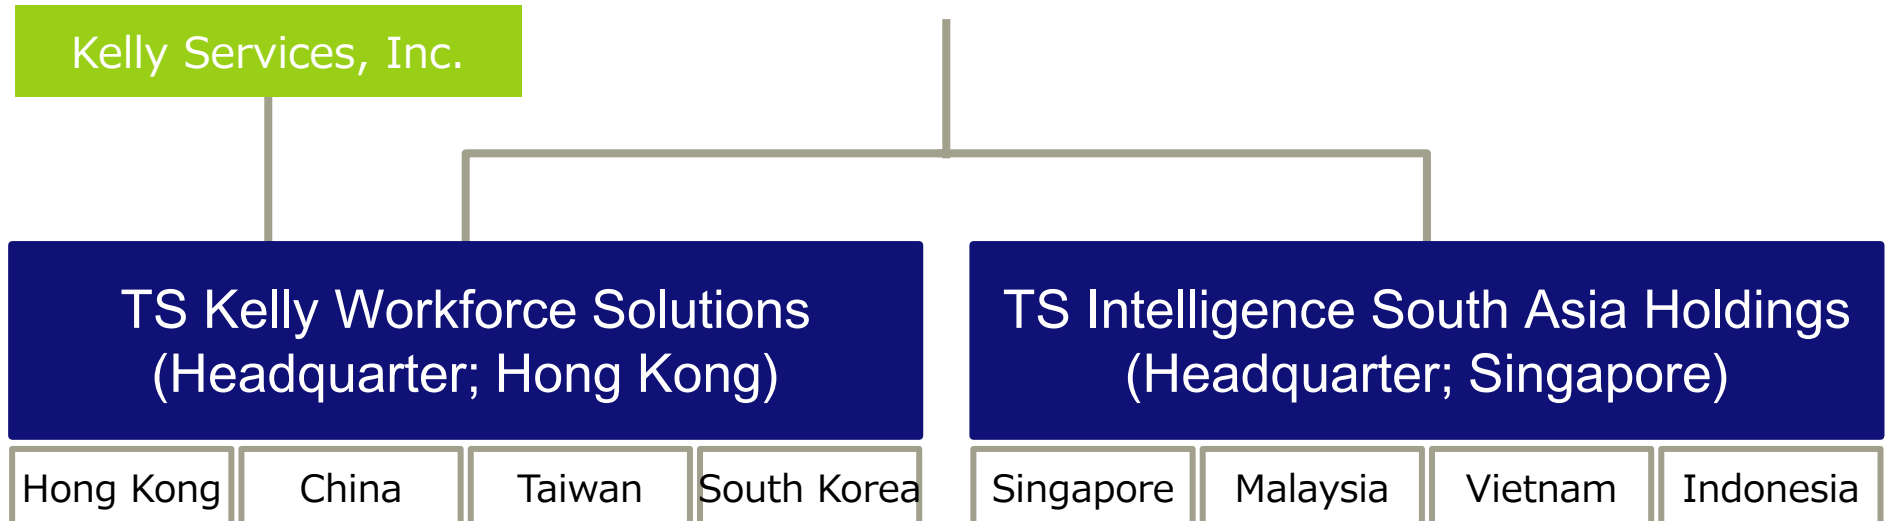 Kelly Services, Inc.
TS Kelly Workforce Solutions
(Headquarter; Hong Kong)
TS Intelligence South Asia Holdings
(Headquarter; Singapore)
Hong Kong
China
Taiwan
South Korea
Singapore
Malaysia
Vietnam
Indonesia